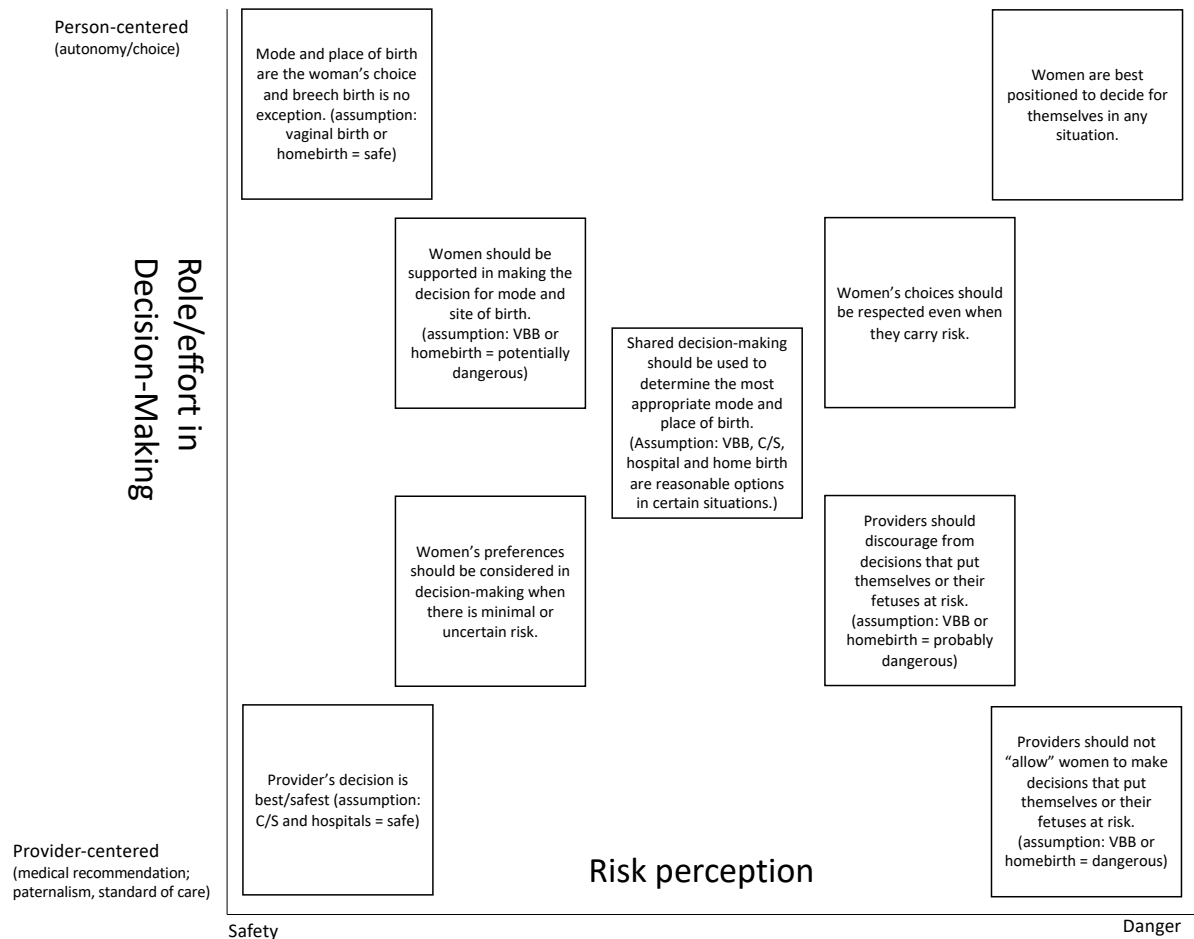 Person-centered
(autonomy/choice)
Mode and place of birth
are the woman’s choice
and breech birth is no
exception. (assumption:
vaginal birth or
homebirth = safe)
Women are best
positioned to decide for
themselves in any
situation.
Role/effort in
Decision-Making
Women should be
supported in making the
decision for mode and
site of birth.
(assumption: VBB or
homebirth = potentially
dangerous)
Women’s choices should
be respected even when
they carry risk.
Shared decision-making
should be used to
determine the most
appropriate mode and
place of birth.
(Assumption: VBB, C/S,
hospital and home birth
are reasonable options
in certain situations.)
Women’s preferences
should be considered in
decision-making when
there is minimal or
uncertain risk.
Providers should
discourage from
decisions that put
themselves or their
fetuses at risk.
(assumption: VBB or
homebirth = probably
dangerous)
Provider’s decision is
best/safest (assumption:
C/S and hospitals = safe)
Providers should not
“allow” women to make
decisions that put
themselves or their
fetuses at risk.
(assumption: VBB or
homebirth = dangerous)
Provider-centered
(medical recommendation;
paternalism, standard of care)
Risk perception
Safety
Danger